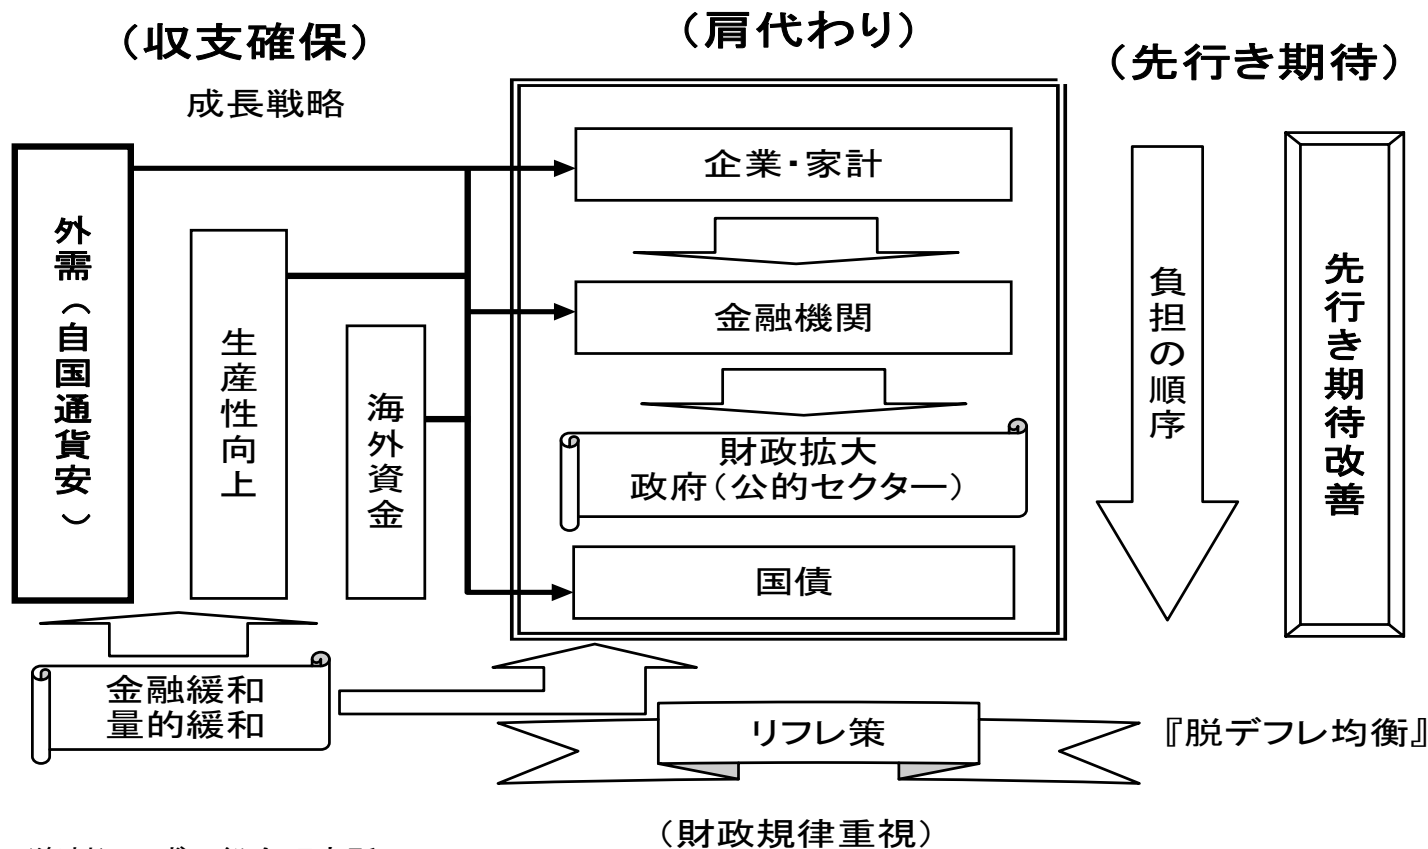 （収支確保）
（肩代わり）
（先行き期待）
成長戦略
外需（自国通貨安）
生産性向上
海外資金
企業・家計
金融機関
財政拡大
政府（公的セクター）
国債
負担の順序
先行き期待改善
金融緩和
量的緩和
リフレ策
『脱デフレ均衡』
（財政規律重視）